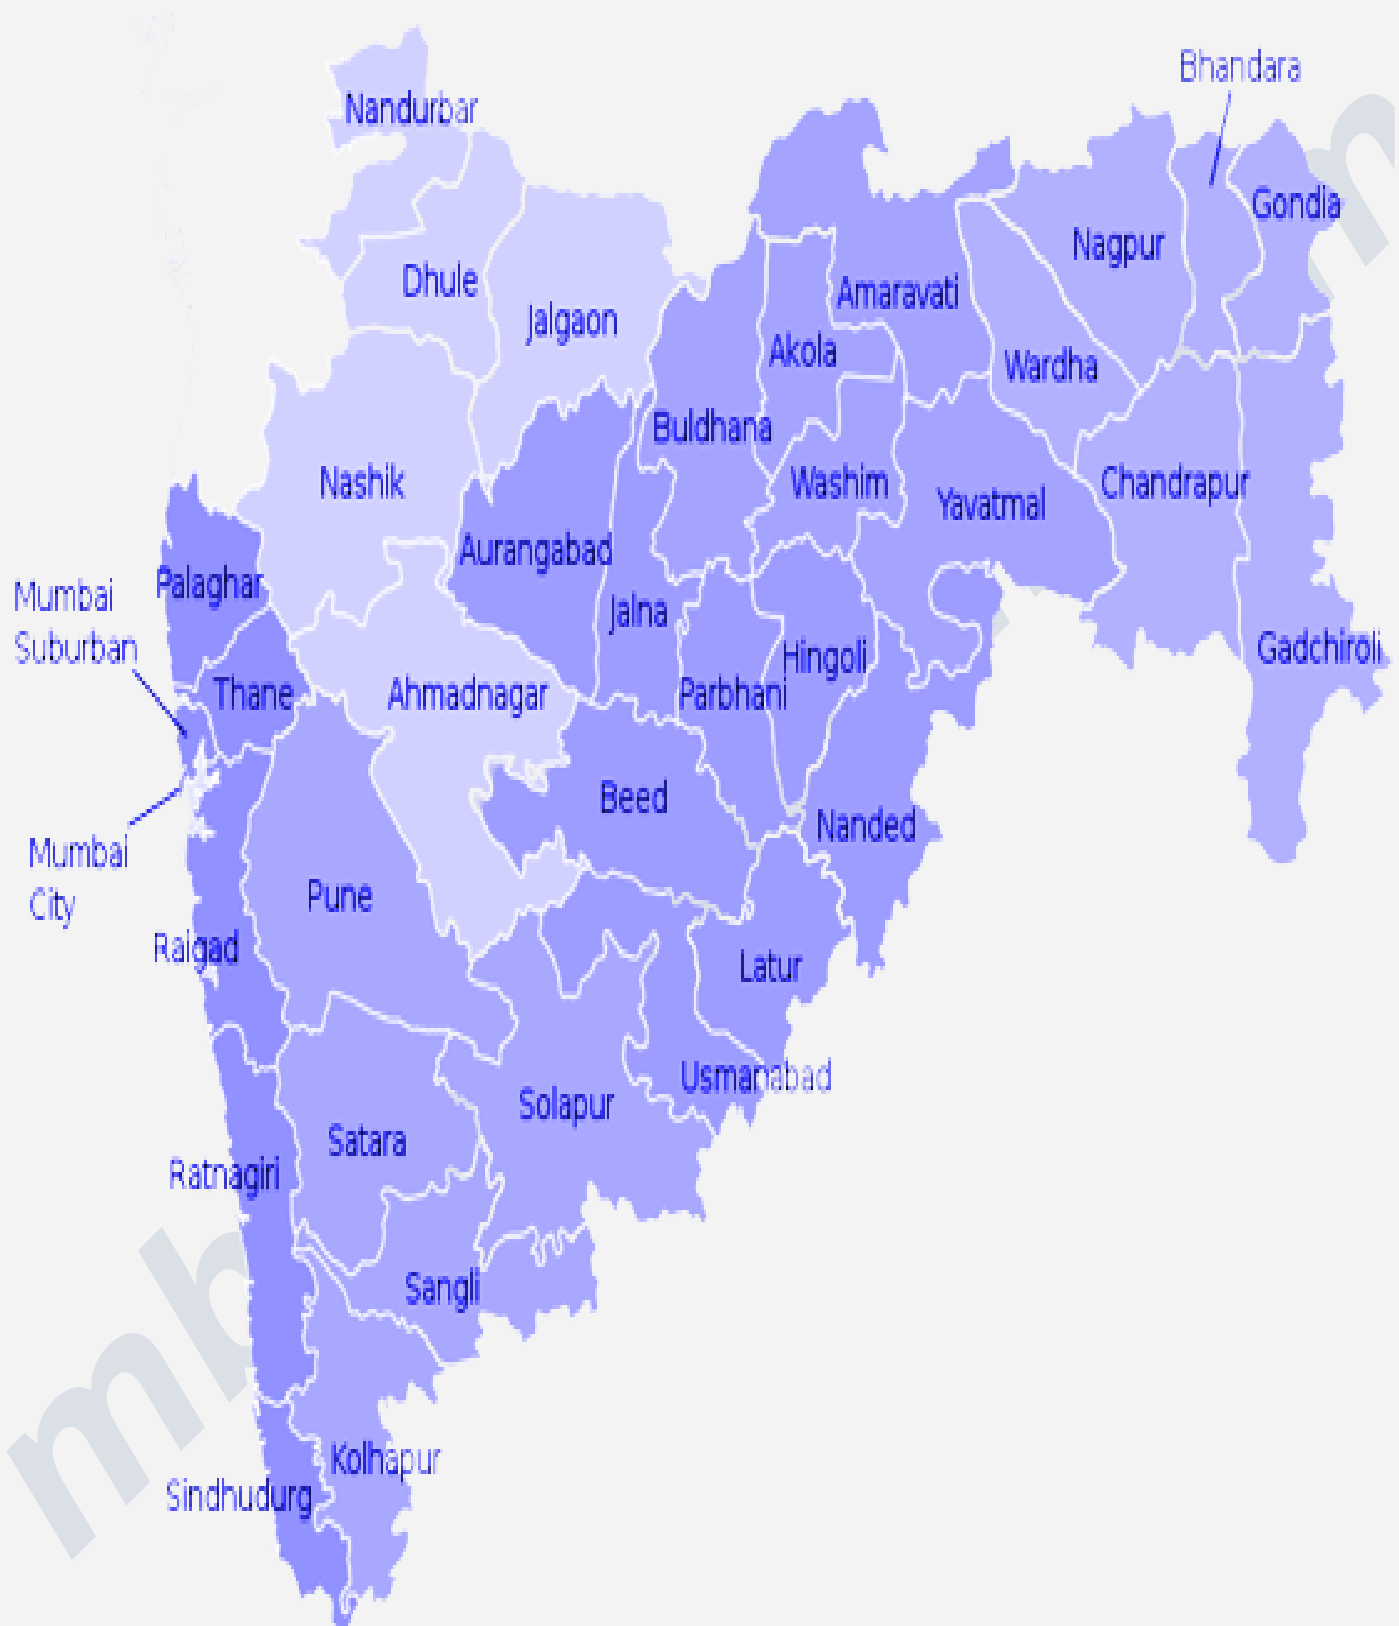 Bhandara
Nandurbar
Gondia
Nagpur
Dhule
Amaravati
Jalgaon
Akola
Wardha
Buldhana
Nashik
Washim
Chandrapur
Yavatmal
Aurangabad
Palaghar
Mumbai
Suburban
Jalna
Hingoli
Gadchiroli
Thane
Ahmadnagar
Parbhani
Beed
Nanded
Mumbai
City
Pune
Raigad
Latur
Usmanabad
Solapur
Satara
Ratnagiri
Sangli
Kolhapur
Sindhudurg